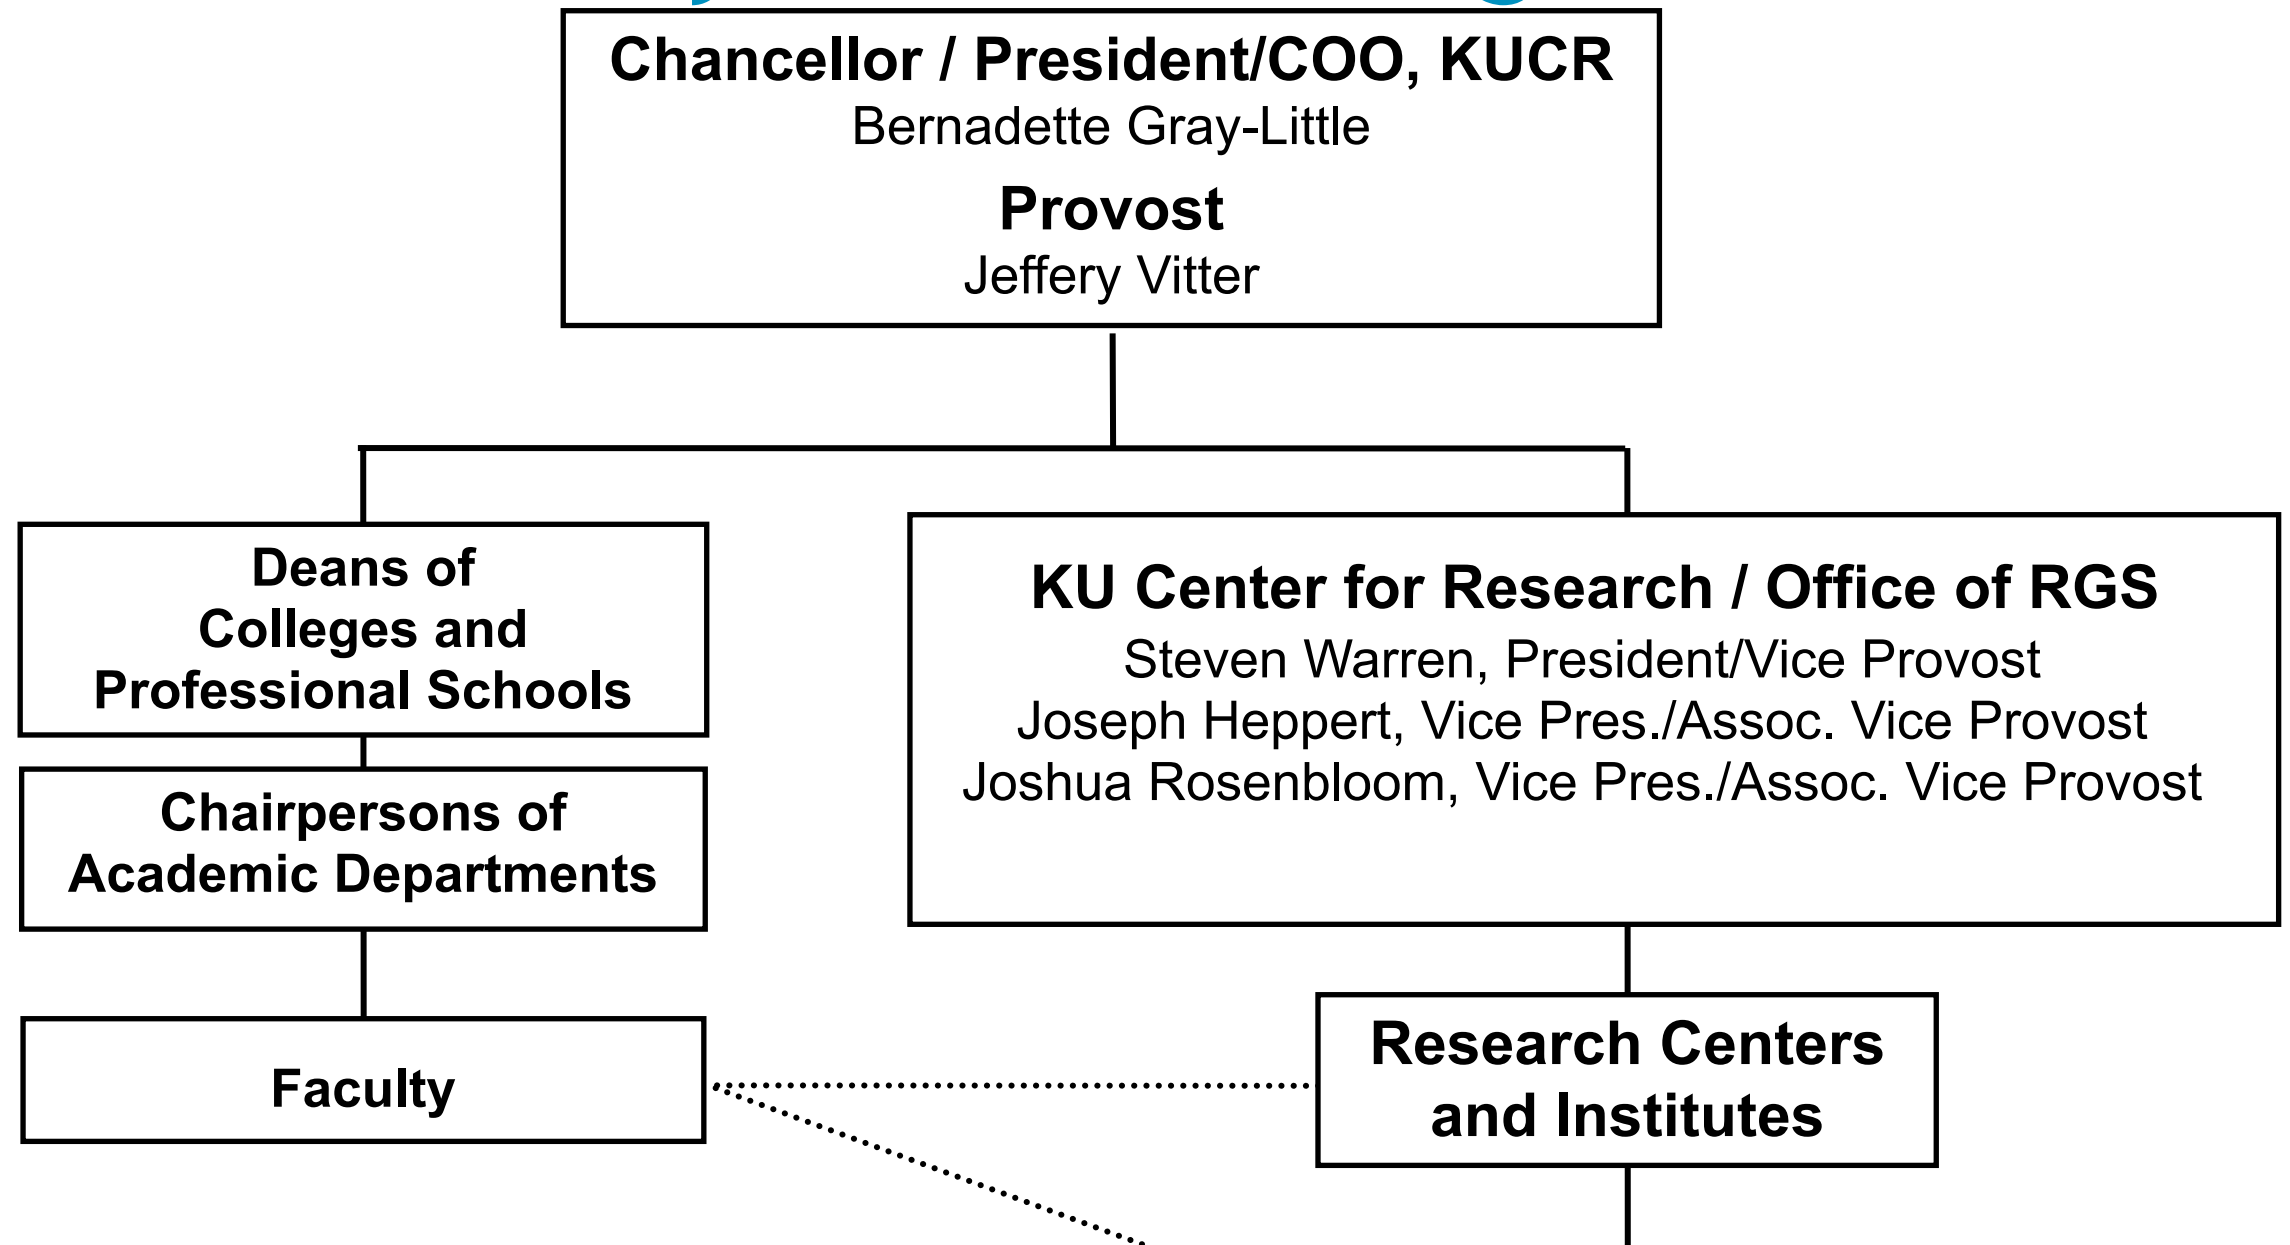 Chancellor / President/COO, KUCR
Bernadette Gray-Little
Provost
Jeffery Vitter
Deans of
Colleges and
Professional Schools
KU Center for Research / Office of RGS
Steven Warren, President/Vice Provost
Joseph Heppert, Vice Pres./Assoc. Vice Provost
Joshua Rosenbloom, Vice Pres./Assoc. Vice Provost
Chairpersons of
Academic Departments
Faculty
Research Centers
and Institutes